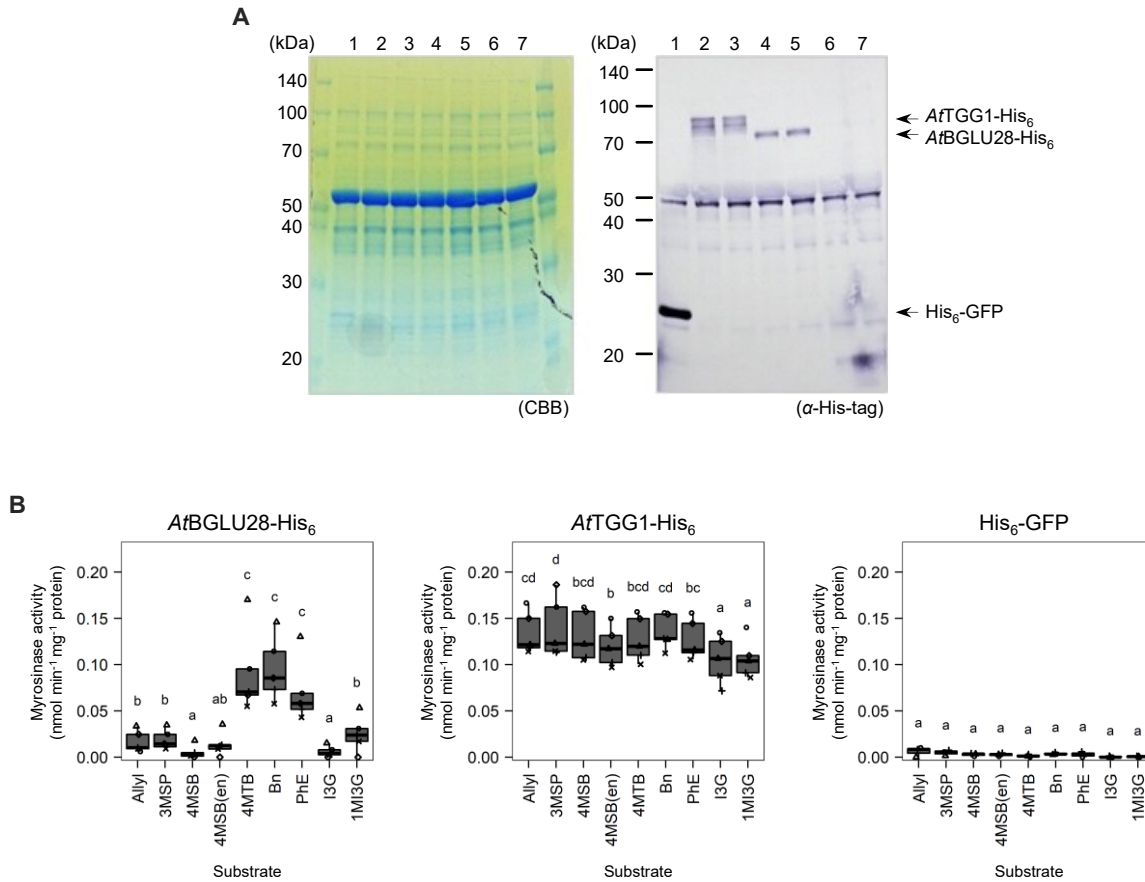 A
(kDa) 1 2 3 4 5 6 7
140
100
70
50
40
30
20
(CBB)
(kDa) 1 2 3 4 5 6 7
140
100
70
50
40
30
20
AtTGG1-His6
AtBGLU28-His6
His6-GFP
(α-His-tag)
B
AtBGLU28-His6
Myrosinase activity
(nmol min-1 mg-1 protein)
0.20
0.15
0.10
0.05
0.00
b b a ab c c c a b
Allyl
3MSP
4MSB
4MSB(en)
4MTB
Bn
PhE
I3G
1MI3G
Substrate
AtTGG1-His6
Myrosinase activity
(nmol min-1 mg-1 protein)
0.20
0.15
0.10
0.05
0.00
cd d bcd b bcd cd bc a a
Allyl
3MSP
4MSB
4MSB(en)
4MTB
Bn
PhE
I3G
1MI3G
Substrate
His6-GFP
Myrosinase activity
(nmol min-1 mg-1 protein)
0.20
0.15
0.10
0.05
0.00
a a a a a a a a a
Allyl
3MSP
4MSB
4MSB(en)
4MTB
Bn
PhE
I3G
1MI3G
Substrate